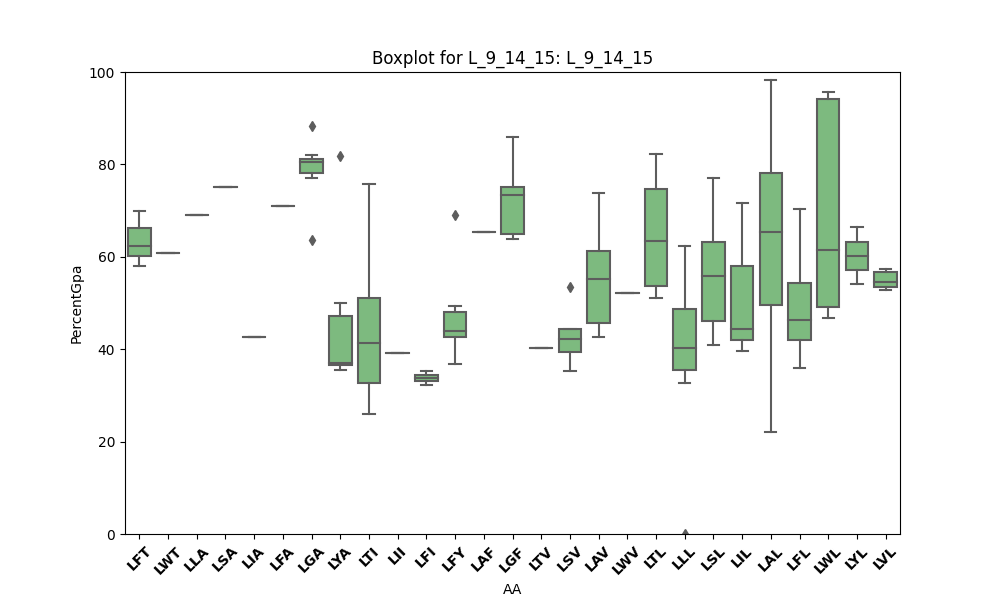 Boxplot for L_9_14_15: L_9_14_15
100
80
60
40
20
0
PercentGpa
LFT LWT LLA LSA LIA LFA LGA LYA LTI LII LFI LFY LAF LGF LTV LSV LAV LWV LTL LLL LSL LIL LAL LFL LWL LYL LVL
AA